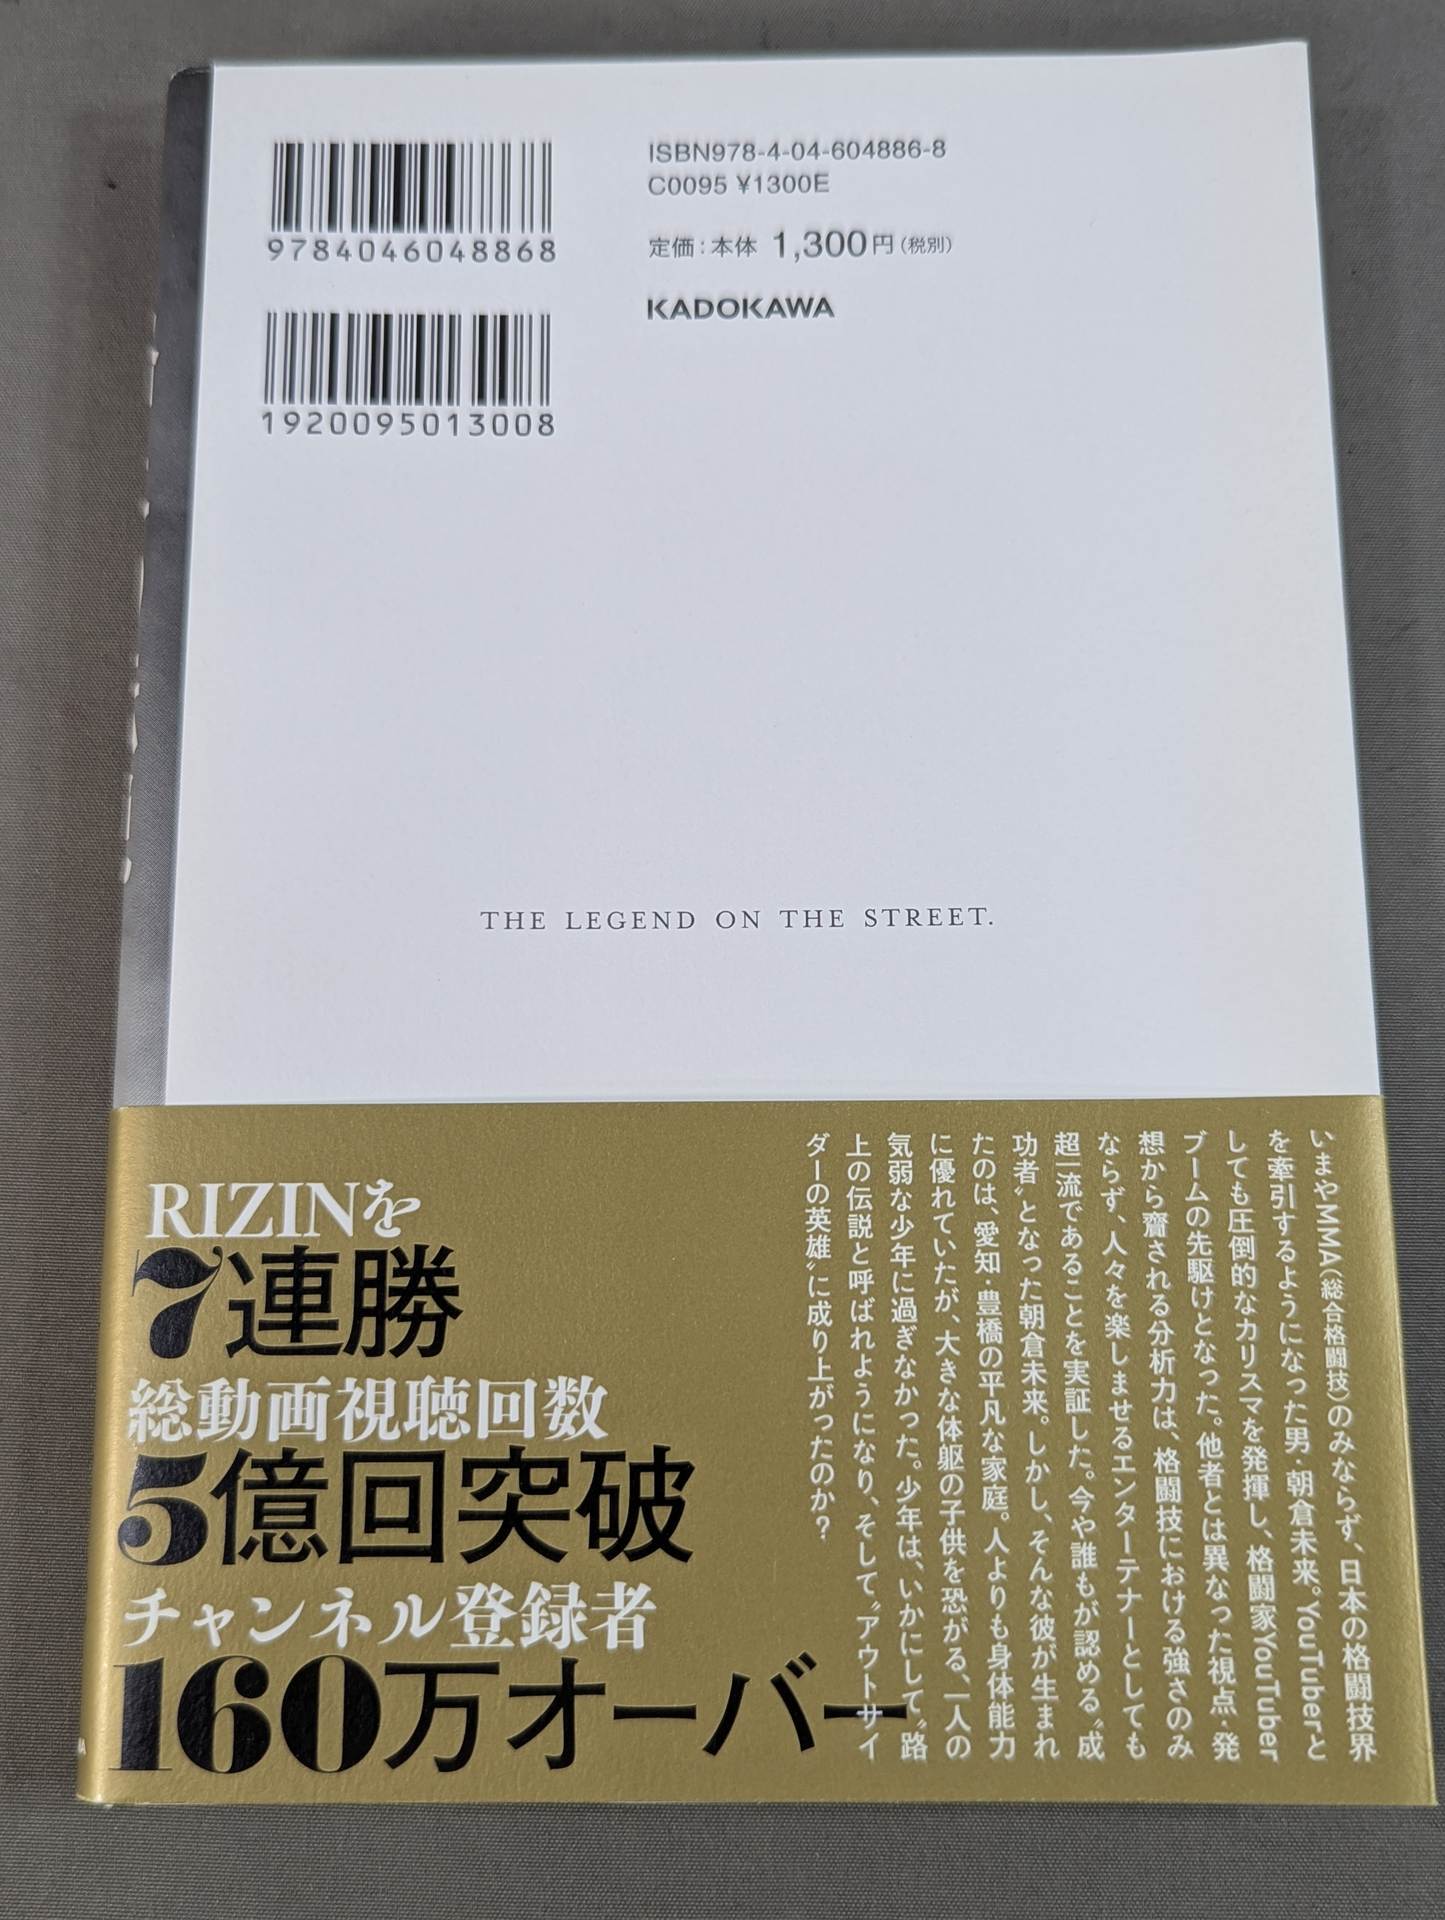 9784046048868
1920095013008
ISBN978-4-04-604886-8
C0095 ¥1300E
定価：本体 1,300円（税別）
KADOKAWA
THE LEGEND ON THE STREET.
いまやMMA（総合格闘技）のみならず、日本の格闘技界
を牽引するようになった男・朝倉未来。YouTuberと
しても圧倒的なカリスマを発揮し、格闘家YouTuber
ブームの先駆けとなった。他者とは異なった視点・発
想から齎される分析力は、格闘技における強さのみ
ならず、人々を楽しませるエンターテナーとしても
超一流であることを実証した。今や誰もが認める〝成
功者〟となった朝倉未来。しかし、そんな彼が生まれ
たのは、愛知・豊橋の平凡な家庭。人よりも身体能力
に優れていたが、大きな体躯の子供を恐がる、一人の
気弱な少年に過ぎなかった。少年は、いかにして〝路
上の伝説と呼ばれようになり、そして〝アウトサイ
ダーの英雄〟に成り上がったのか？
RIZINを
7連勝
総動画視聴回数
5億回突破
チャンネル登録者
160万オーバー